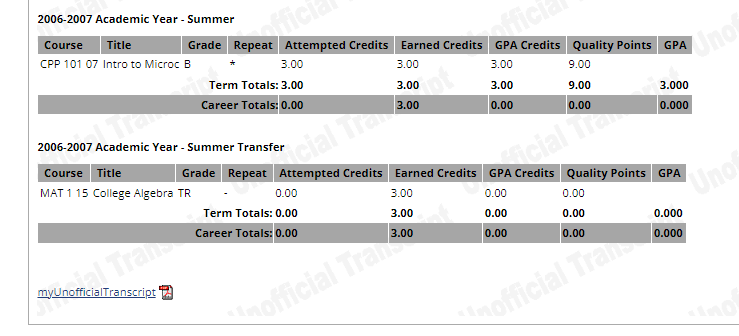 2006-2007 Academic Year - Summer
Course Title Grade Repeat Attempted Credits Earned Credits GPA Credits Quality Points GPA
CPP 101 07 Intro to Microc B * 3.00 3.00 3.00 9.00
Term Totals: 3.00 3.00 3.00 9.00 3.000
Career Totals: 0.00 3.00 0.00 0.00 0.000
2006-2007 Academic Year - Summer Transfer
Course Title Grade Repeat Attempted Credits Earned Credits GPA Credits Quality Points GPA
MAT 1 15 College Algebra TR - 0.00 3.00 0.00 0.00
Term Totals: 0.00 3.00 0.00 0.00 0.000
Career Totals: 0.00 3.00 0.00 0.00 0.000
myUnofficialTranscript
Unofficial Transcript